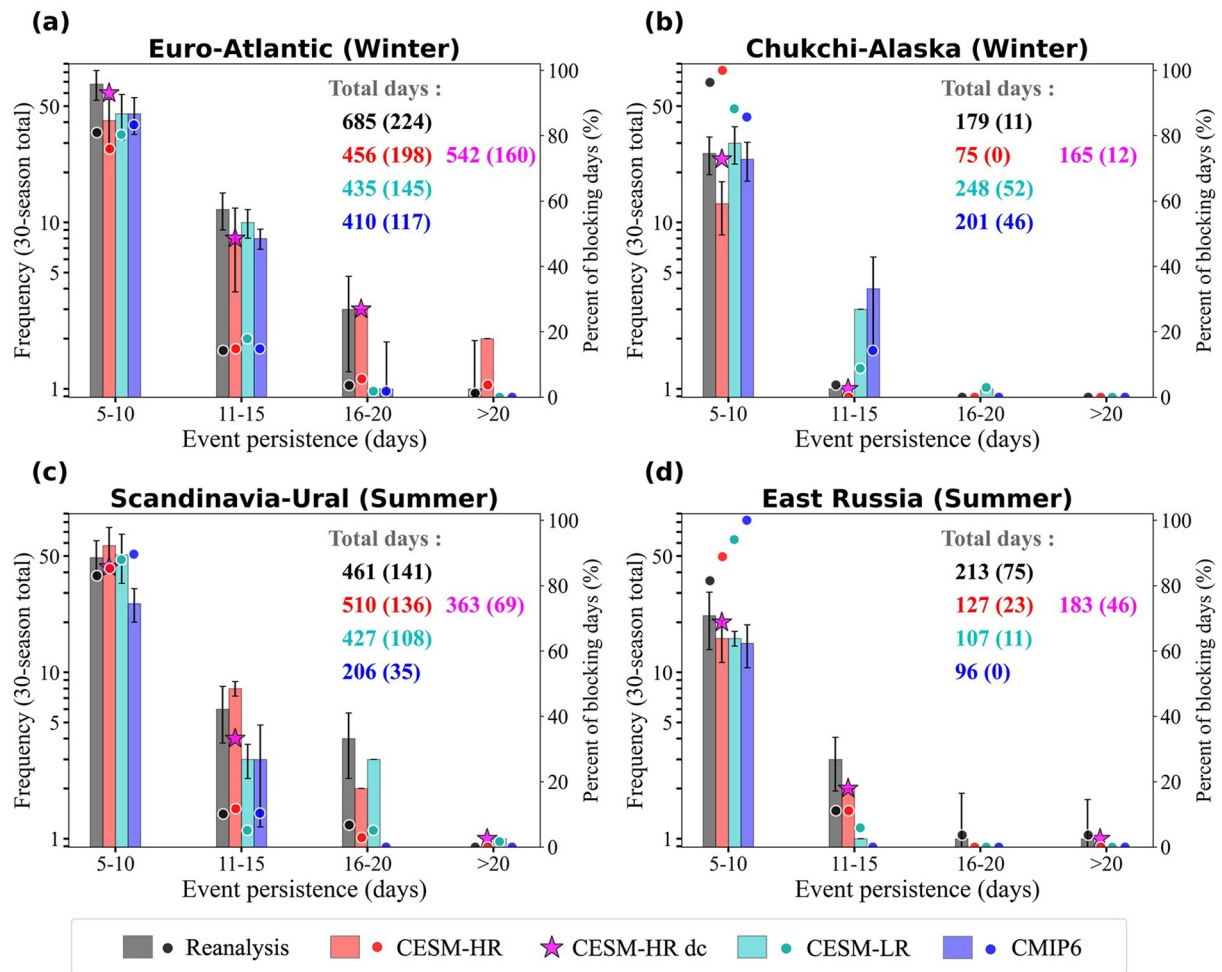 (a)
Euro-Atlantic (Winter)
Frequency (30-season total)
50
10
5
1
Total days :
685 (224)
456 (198) 542 (160)
435 (145)
410 (117)
100
80
60
40
20
0
Percent of blocking days (%)
5-10 11-15 16-20 >20
Event persistence (days)
(b)
Chukchi-Alaska (Winter)
Frequency (30-season total)
50
10
5
1
Total days :
179 (11)
75 (0) 165 (12)
248 (52)
201 (46)
100
80
60
40
20
0
Percent of blocking days (%)
5-10 11-15 16-20 >20
Event persistence (days)
(c)
Scandinavia-Ural (Summer)
Frequency (30-season total)
50
10
5
1
Total days :
461 (141)
510 (136) 363 (69)
427 (108)
206 (35)
100
80
60
40
20
0
Percent of blocking days (%)
5-10 11-15 16-20 >20
Event persistence (days)
(d)
East Russia (Summer)
Frequency (30-season total)
50
10
5
1
Total days :
213 (75)
127 (23) 183 (46)
107 (11)
96 (0)
100
80
60
40
20
0
Percent of blocking days (%)
5-10 11-15 16-20 >20
Event persistence (days)
Reanalysis CESM-HR CESM-HR dc CESM-LR CMIP6